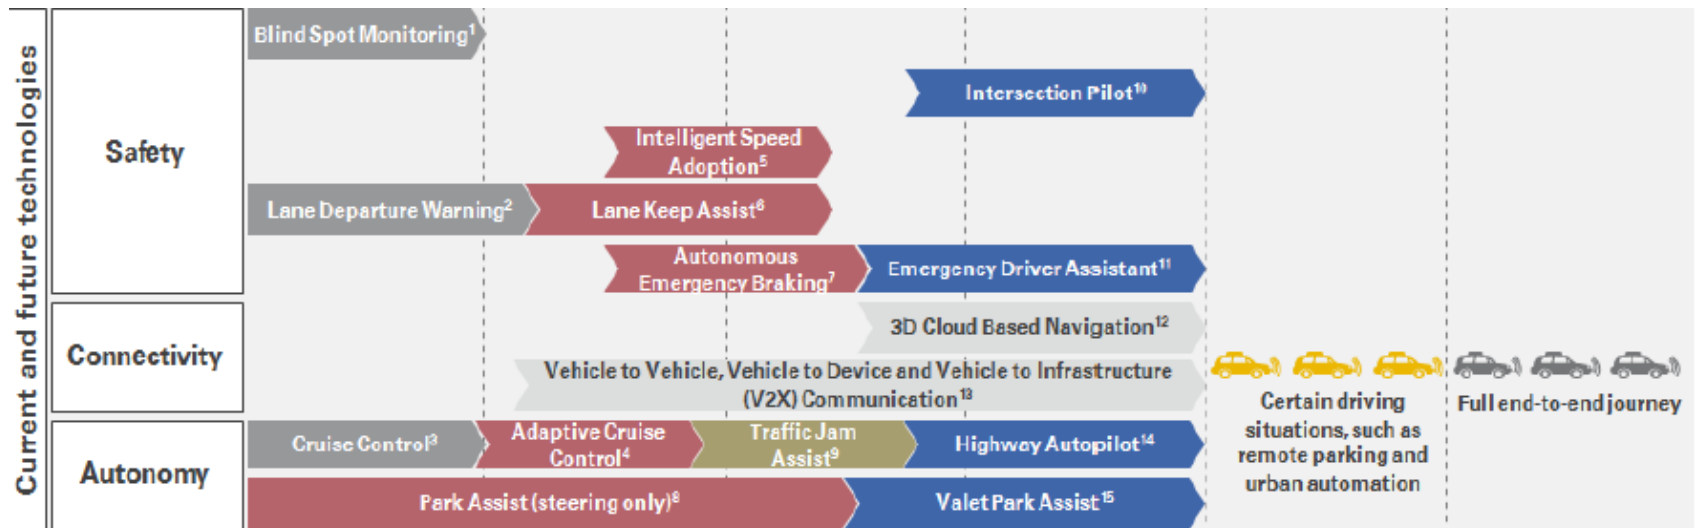 Current and future technologies
Safety
Blind Spot Monitoring¹
Intersection Pilot¹⁰
Intelligent Speed
Adoption⁵
Lane Departure Warning²
Lane Keep Assist⁶
Autonomous
Emergency Braking⁷
Emergency Driver Assistant¹¹
Connectivity
3D Cloud Based Navigation¹²
Vehicle to Vehicle, Vehicle to Device and Vehicle to Infrastructure
(V2X) Communication¹³
Autonomy
Cruise Control³
Adaptive Cruise
Control⁴
Traffic Jam
Assist⁹
Highway Autopilot¹⁴
Park Assist (steering only)⁸
Valet Park Assist¹⁵
Certain driving
situations, such as
remote parking and
urban automation
Full end-to-end journey